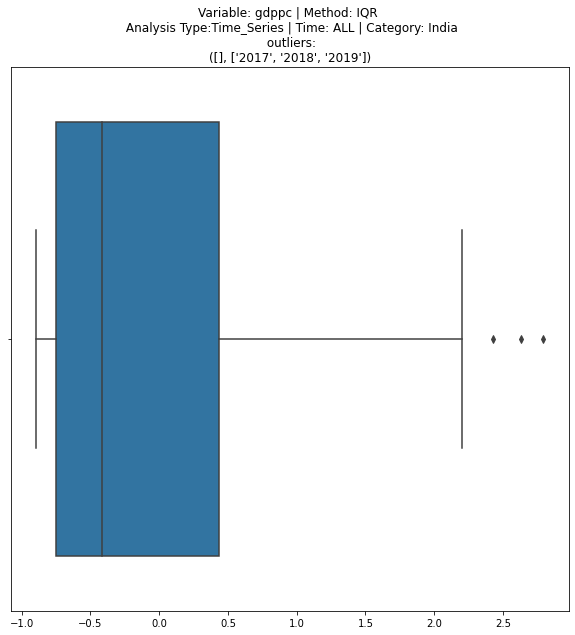 Variable: gdppc | Method: IQR
Analysis Type:Time_Series | Time: ALL | Category: India
outliers:
([], ['2017', '2018', '2019'])
−1.0 −0.5 0.0 0.5 1.0 1.5 2.0 2.5